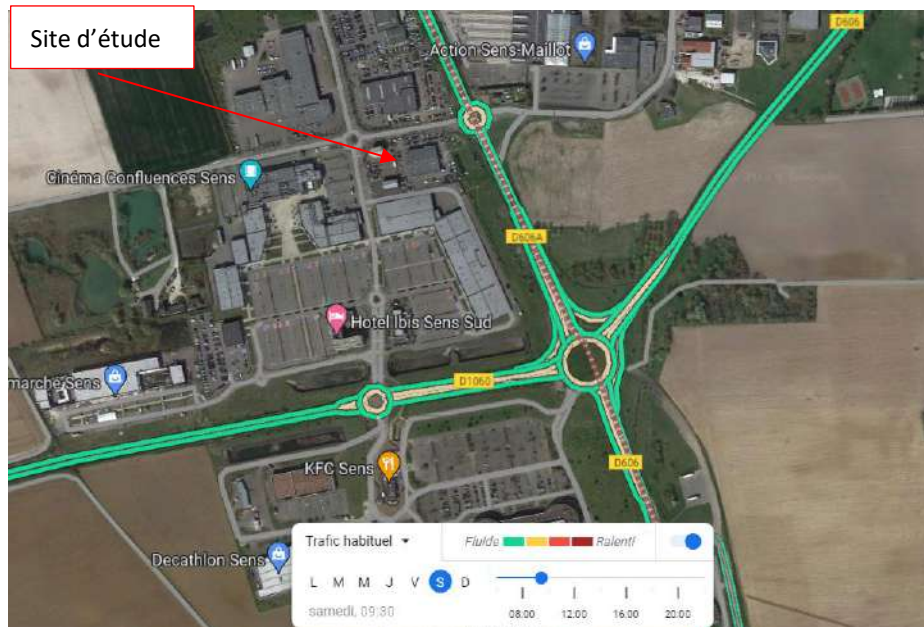 Site d'étude
D606
Action Sens-Maillot
Cinéma Confluences Sens
D606A
Hotel Ibis Sens Sud
marché Sens
D1060
KFC Sens
D606
Decathlon Sens
Trafic habituel
Fluide
Ralenti
L M M J V S D
samedi, 09:30
08:00 12:00 16:00 20:00